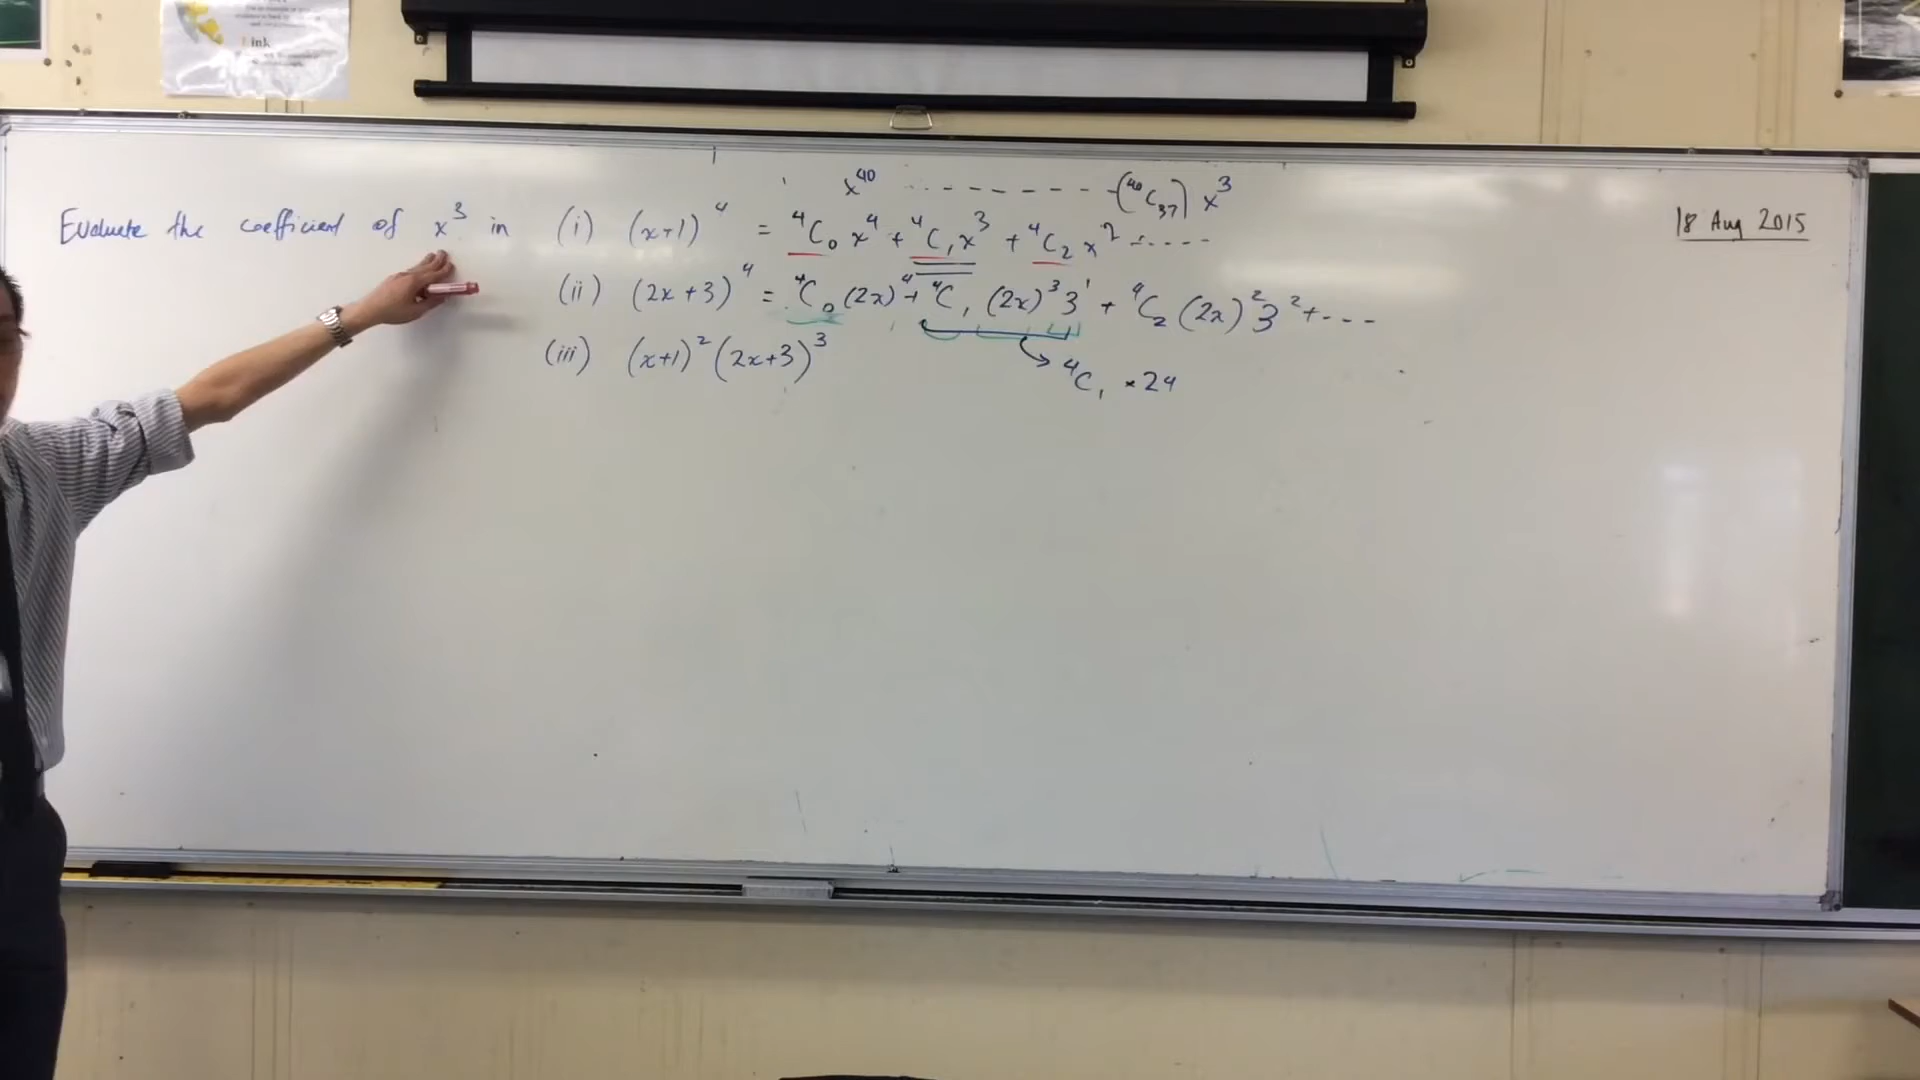 Link
x⁴⁰ - - - - - - - - - (⁴⁰C₃₇) x³
18 Aug 2015
Evaluate the coefficient of x³ in (i) (x+1)⁴ = ⁴C₀ x⁴ + ⁴C₁ x³ + ⁴C₂ x² + - - - -
(ii) (2x+3)⁴ = ⁴C₀ (2x)⁴ + ⁴C₁ (2x)³ 3¹ + ⁴C₂ (2x)² 3² + - - -
(iii) (x+1)² (2x+3)³
⁴C₁ × 24